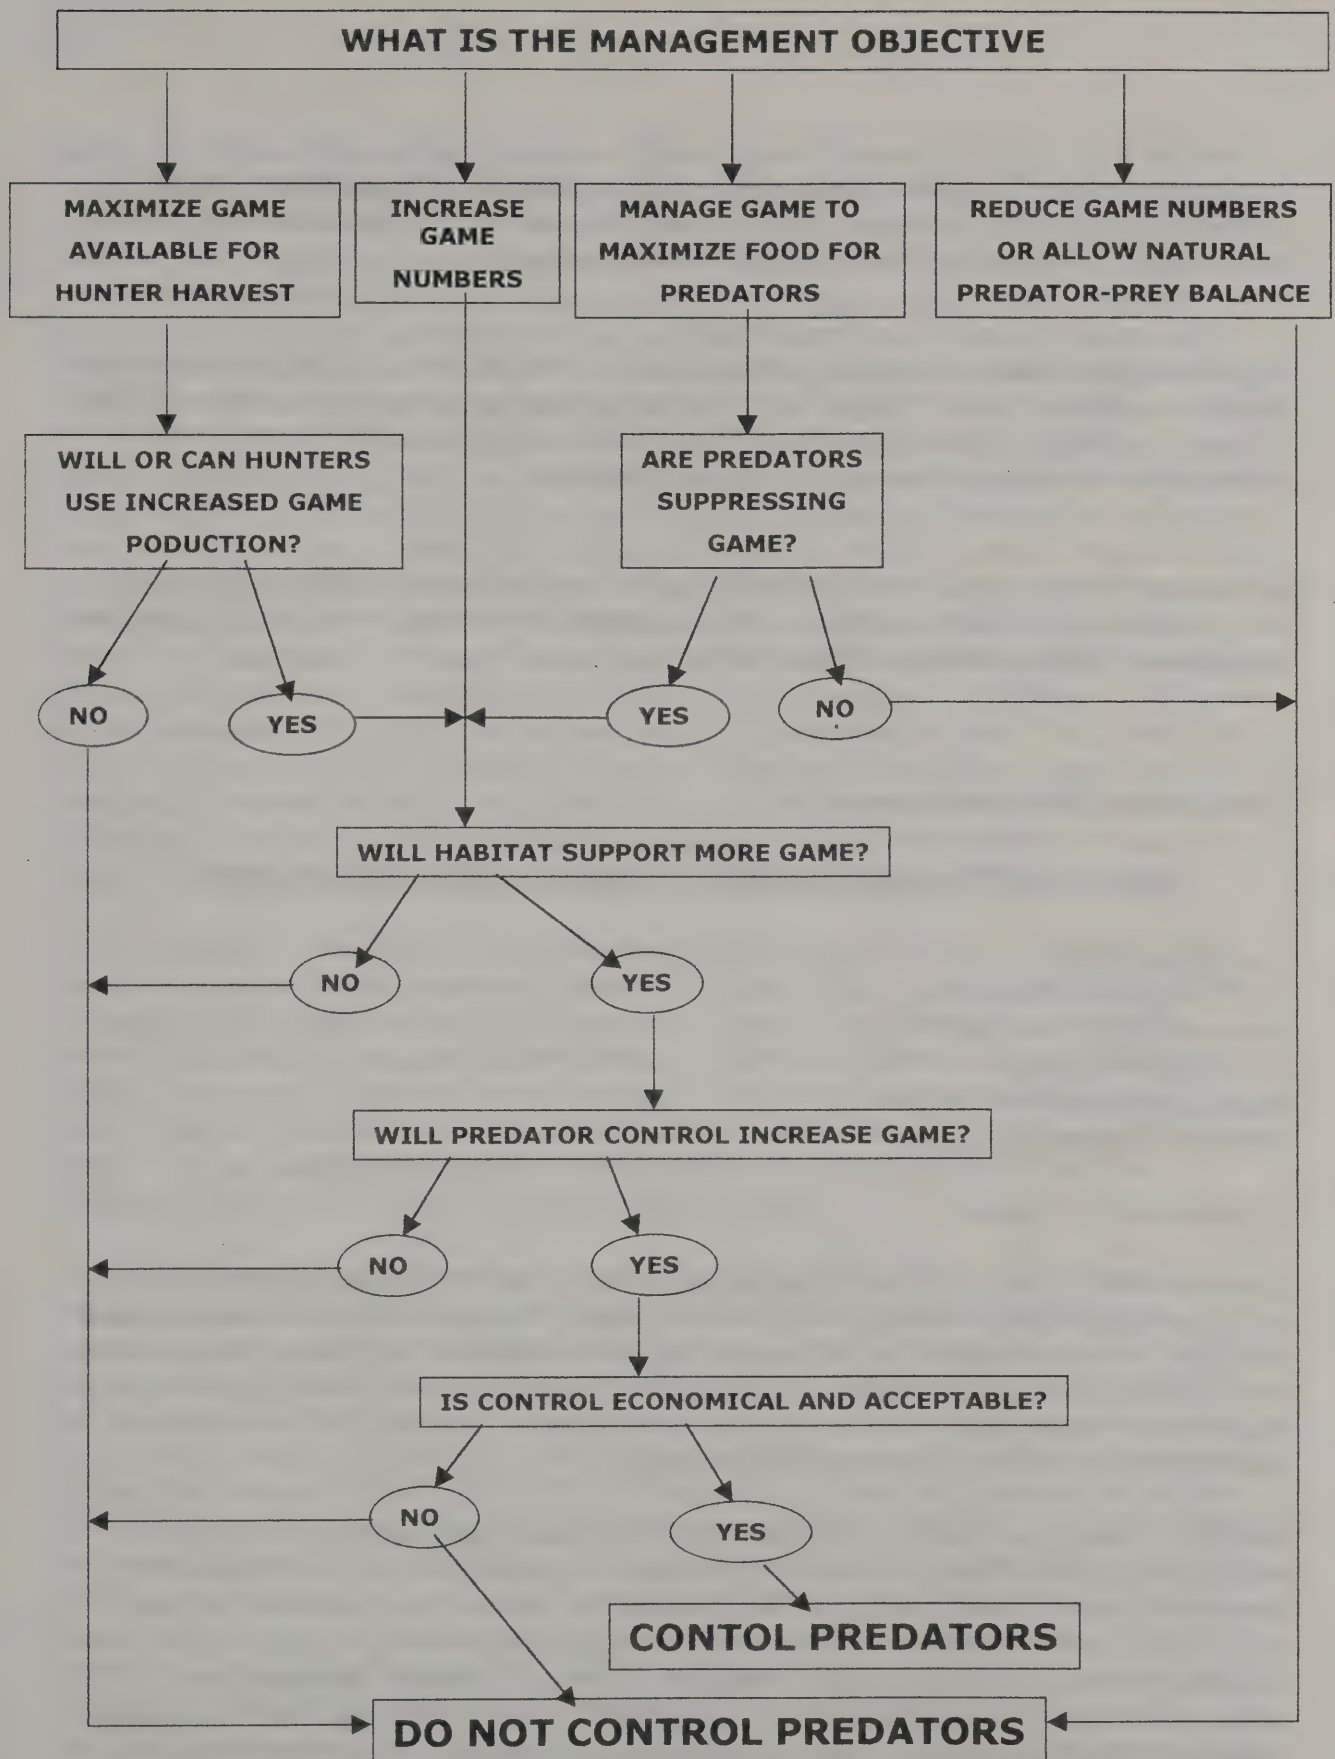 WHAT IS THE MANAGEMENT OBJECTIVE
MAXIMIZE GAME
AVAILABLE FOR
HUNTER HARVEST
INCREASE
GAME
NUMBERS
MANAGE GAME TO
MAXIMIZE FOOD FOR
PREDATORS
REDUCE GAME NUMBERS
OR ALLOW NATURAL
PREDATOR-PREY BALANCE
WILL OR CAN HUNTERS
USE INCREASED GAME
PODUCTION?
ARE PREDATORS
SUPPRESSING
GAME?
NO
YES
YES
NO
WILL HABITAT SUPPORT MORE GAME?
NO
YES
WILL PREDATOR CONTROL INCREASE GAME?
NO
YES
IS CONTROL ECONOMICAL AND ACCEPTABLE?
NO
YES
CONTOL PREDATORS
DO NOT CONTROL PREDATORS